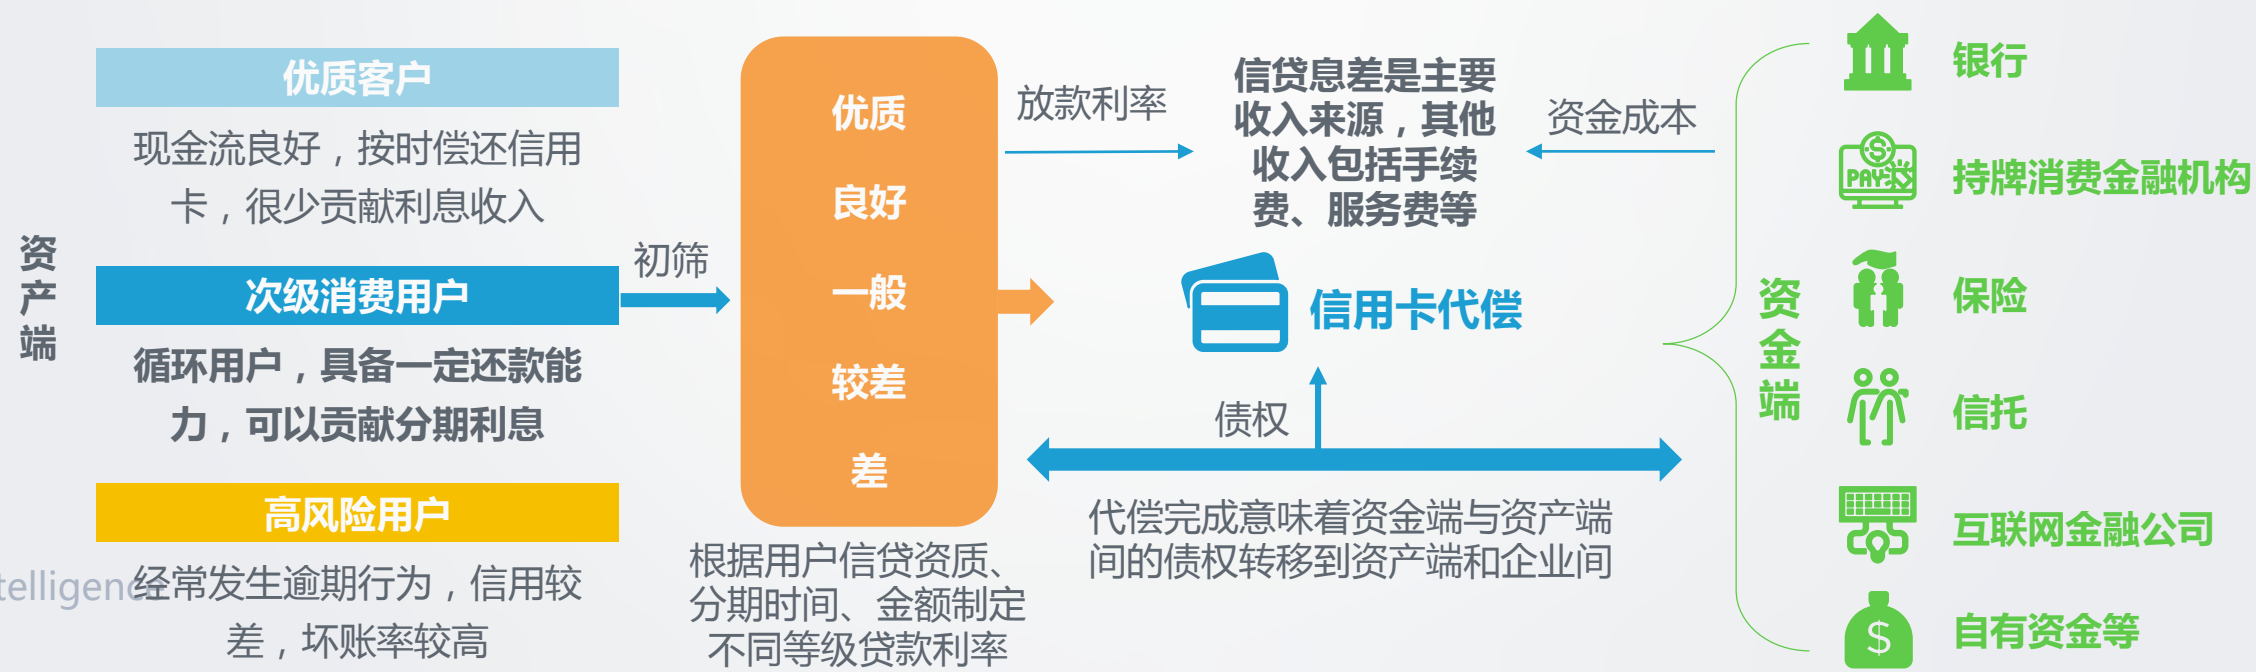 资产端
优质客户
现金流良好，按时偿还信用
卡，很少贡献利息收入
次级消费用户
循环用户，具备一定还款能
力，可以贡献分期利息
高风险用户
经常发生逾期行为，信用较
差，坏账率较高
初筛
优质
良好
一般
较差
差
根据用户信贷资质、
分期时间、金额制定
不同等级贷款利率
放款利率
信贷息差是主要
收入来源，其他
收入包括手续
费、服务费等
资金成本
信用卡代偿
债权
代偿完成意味着资金端与资产端
间的债权转移到资产端和企业间
资金端
银行
PAY
$
持牌消费金融机构
保险
信托
互联网金融公司
$
自有资金等